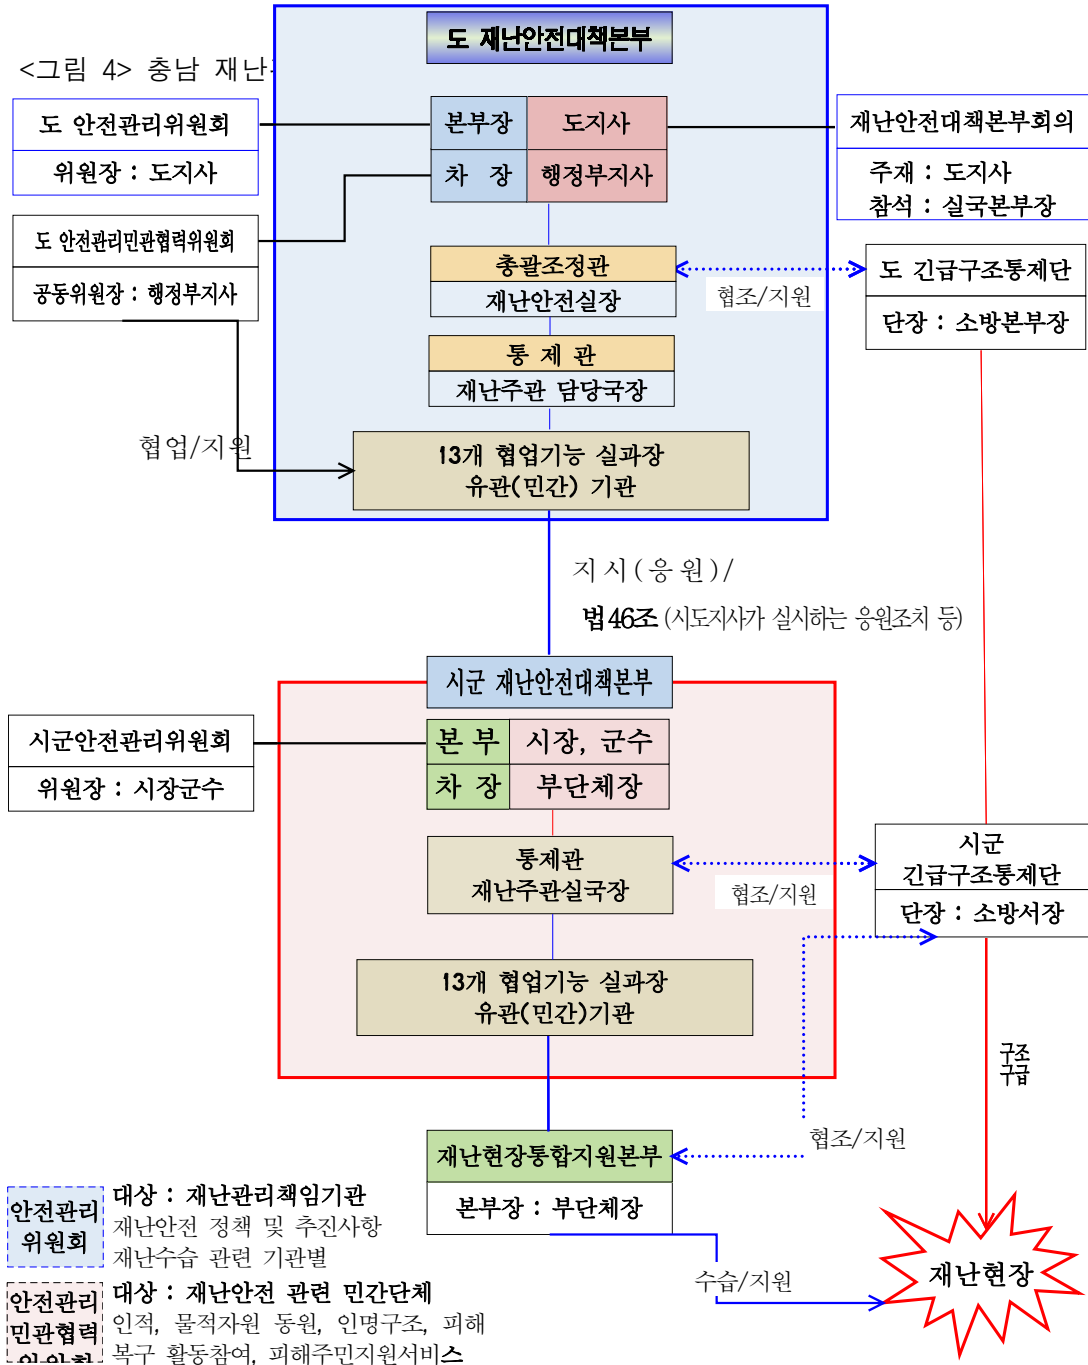 도 재난안전대책본부
<그림 4> 충남 재난
도 안전관리위원회
위원장 : 도지사
본부장 도지사
차 장 행정부지사
재난안전대책본부회의
주재 : 도지사
참석 : 실국본부장
도 안전관리민관협력위원회
공동위원장 : 행정부지사
총괄조정관
재난안전실장
협조/지원
도 긴급구조통제단
단장 : 소방본부장
통 제 관
재난주관 담당국장
협업/지원
13개 협업기능 실과장
유관(민간) 기관
지 시 ( 응 원 ) /
법46조 (시도지사가 실시하는 응원조치 등)
시군 재난안전대책본부
시군안전관리위원회
위원장 : 시장군수
본 부 시장, 군수
차 장 부단체장
통제관
재난주관실국장
협조/지원
시군
긴급구조통제단
단장 : 소방서장
13개 협업기능 실과장
유관(민간)기관
구조
구급
협조/지원
재난현장통합지원본부
본부장 : 부단체장
수습/지원
재난현장
안전관리
위원회
대상 : 재난관리책임기관
재난안전 정책 및 추진사항
재난수습 관련 기관별
안전관리
민관협력
대상 : 재난안전 관련 민간단체
인적, 물적자원 동원, 인명구조, 피해
복구 활동참여, 피해주민지원서비스